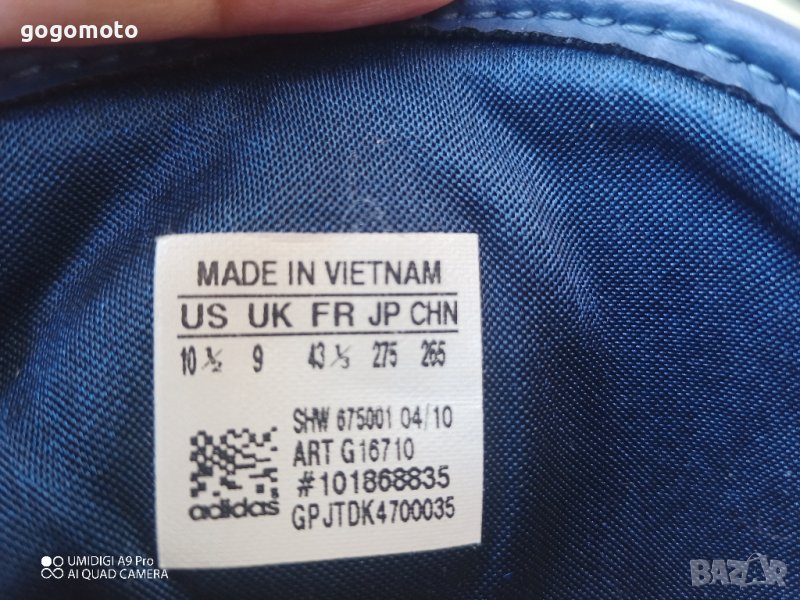 gogomoto
MADE IN VIETNAM
US UK FR JP CHN
10 ½ 9 43 ⅓ 275 265
SHW 675001 04/10
ART G16710
#101868835
adidas GPJTDK4700035
UMIDIGI A9 Pro
AI QUAD CAMERA
BAZAR